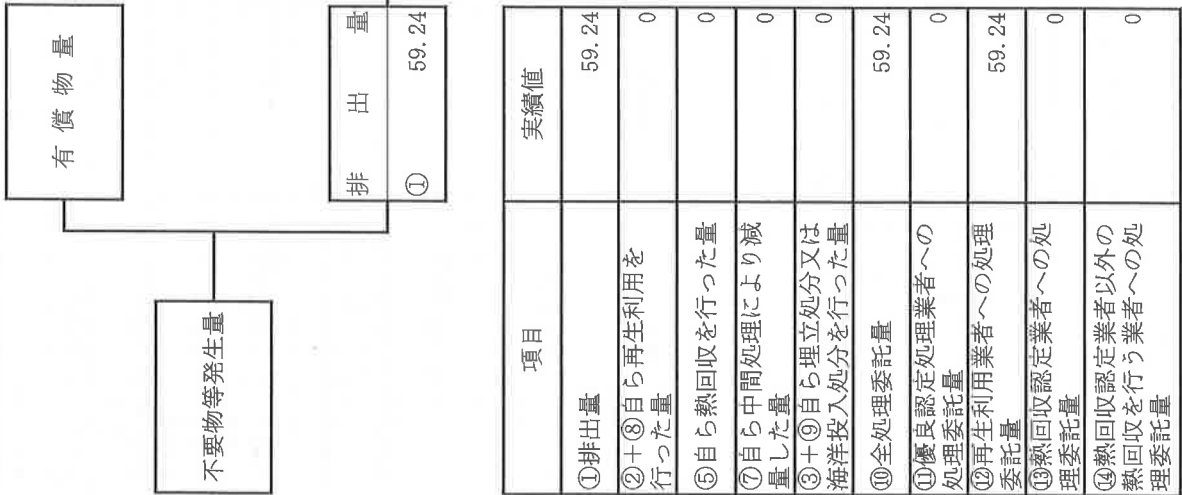 有償物量
不要物等発生量
排出量
① 59.24
項目 実績値
①排出量 59.24
②+⑧自ら再生利用を
行った量 0
⑤自ら熱回収を行った量 0
⑦自ら中間処理により減
量した量 0
③+⑨自ら埋立処分又は
海洋投入処分を行った量 0
⑩全処理委託量 59.24
⑪優良認定処理業者への
処理委託量 0
⑫再生利用業者への処理
委託量 59.24
⑬熱回収認定業者への処
理委託量 0
⑭熱回収認定業者以外の
熱回収を行う業者への処
理委託量 0